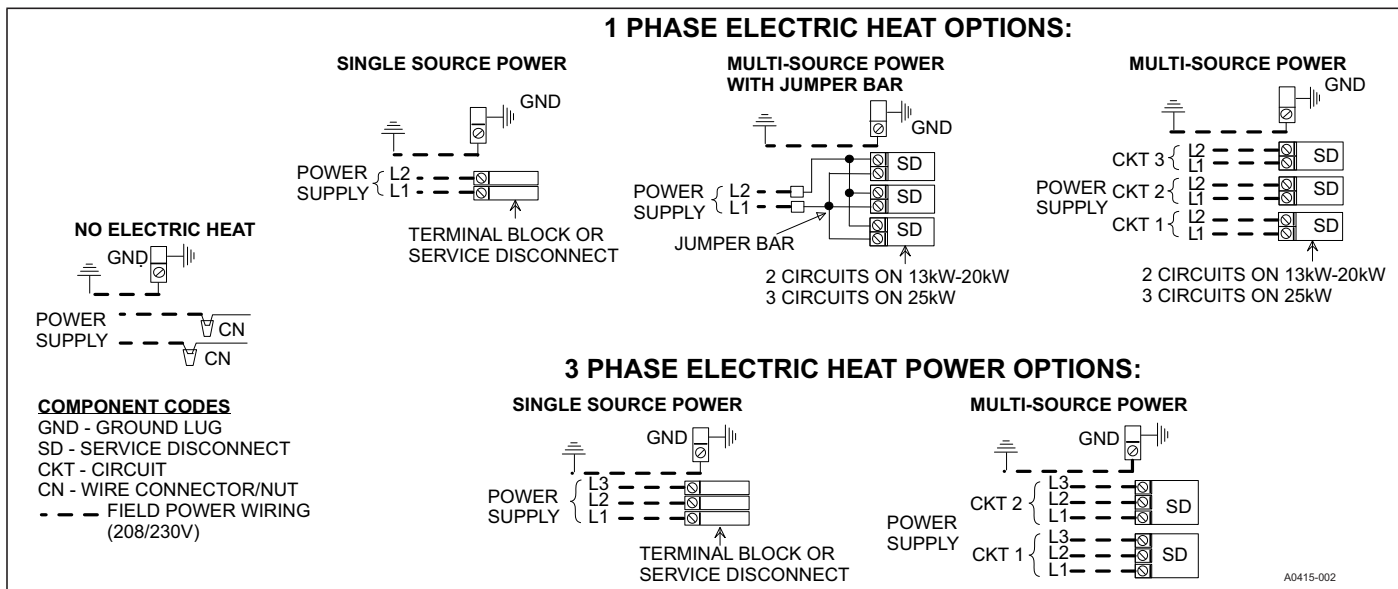 1 PHASE ELECTRIC HEAT OPTIONS:
SINGLE SOURCE POWER
GND
POWER
SUPPLY
L2
L1
TERMINAL BLOCK OR
SERVICE DISCONNECT
MULTI-SOURCE POWER
WITH JUMPER BAR
GND
POWER
SUPPLY
L2
L1
SD
SD
SD
JUMPER BAR
2 CIRCUITS ON 13kW-20kW
3 CIRCUITS ON 25kW
MULTI-SOURCE POWER
GND
POWER
SUPPLY
CKT 3
L2
L1
SD
CKT 2
L2
L1
SD
CKT 1
L2
L1
SD
2 CIRCUITS ON 13kW-20kW
3 CIRCUITS ON 25kW
NO ELECTRIC HEAT
GND
POWER
SUPPLY
CN
CN
COMPONENT CODES
GND - GROUND LUG
SD - SERVICE DISCONNECT
CKT - CIRCUIT
CN - WIRE CONNECTOR/NUT
FIELD POWER WIRING
(208/230V)
3 PHASE ELECTRIC HEAT POWER OPTIONS:
SINGLE SOURCE POWER
GND
POWER
SUPPLY
L3
L2
L1
TERMINAL BLOCK OR
SERVICE DISCONNECT
MULTI-SOURCE POWER
GND
POWER
SUPPLY
CKT 2
L3
L2
L1
SD
CKT 1
L3
L2
L1
SD
A0415-002